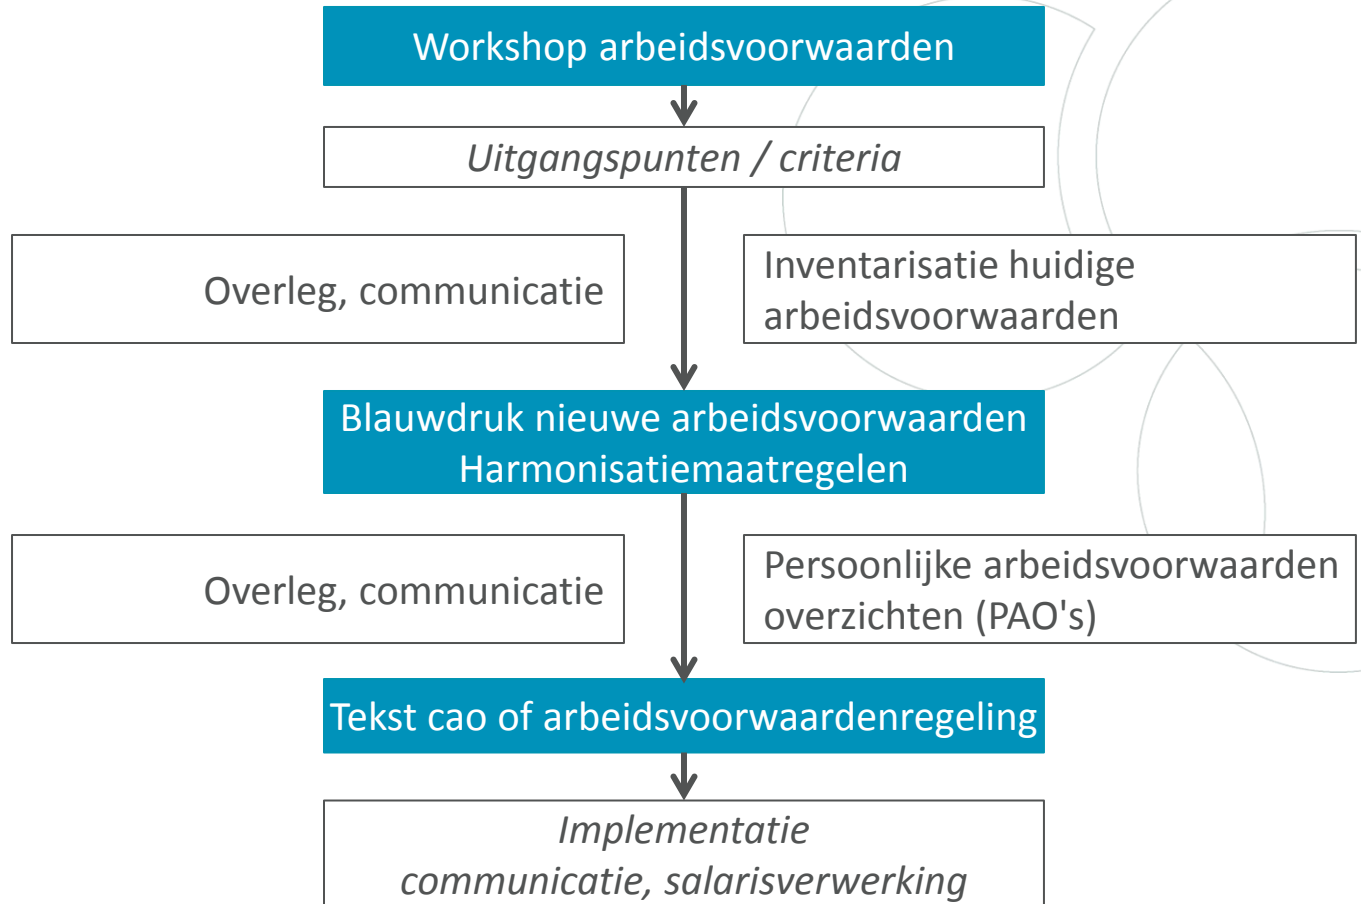 Workshop arbeidsvoorwaarden
Uitgangspunten / criteria
Overleg, communicatie
Inventarisatie huidige
arbeidsvoorwaarden
Blauwdruk nieuwe arbeidsvoorwaarden
Harmonisatiemaatregelen
Overleg, communicatie
Persoonlijke arbeidsvoorwaarden
overzichten (PAO's)
Tekst cao of arbeidsvoorwaardenregeling
Implementatie
communicatie, salarisverwerking